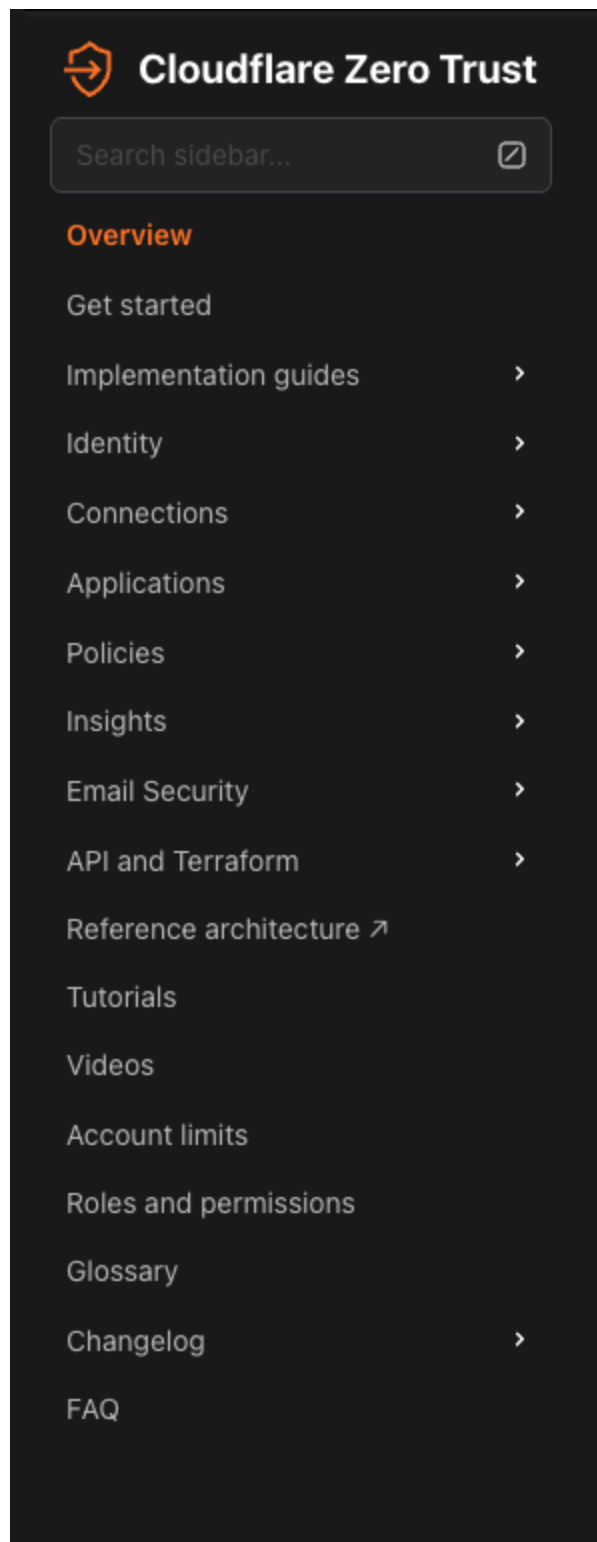 Cloudflare Zero Trust
Search sidebar...
Overview
Get started
Implementation guides
Identity
Connections
Applications
Policies
Insights
Email Security
API and Terraform
Reference architecture ↗
Tutorials
Videos
Account limits
Roles and permissions
Glossary
Changelog
FAQ